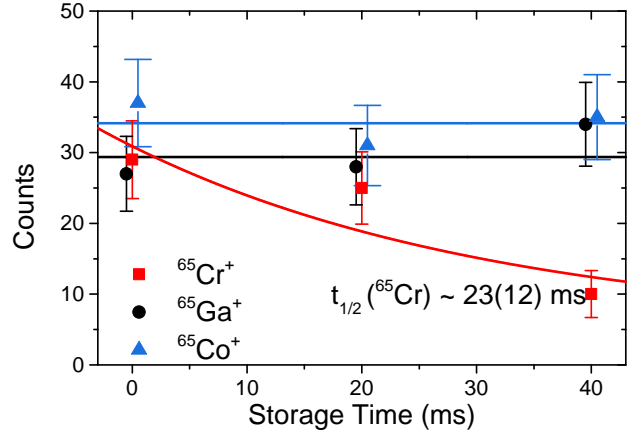 50
40
30
20
10
0
Counts
⁶⁵Cr⁺
⁶⁵Ga⁺
⁶⁵Co⁺
t₁/₂ (⁶⁵Cr) ~ 23(12) ms
0 10 20 30 40
Storage Time (ms)